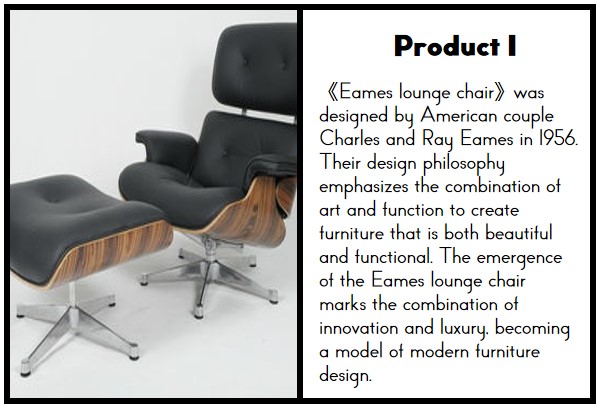 Product 1
《Eames lounge chair》 was
designed by American couple
Charles and Ray Eames in 1956.
Their design philosophy
emphasizes the combination of
art and function to create
furniture that is both beautiful
and functional. The emergence
of the Eames lounge chair
marks the combination of
innovation and luxury, becoming
a model of modern furniture
design.